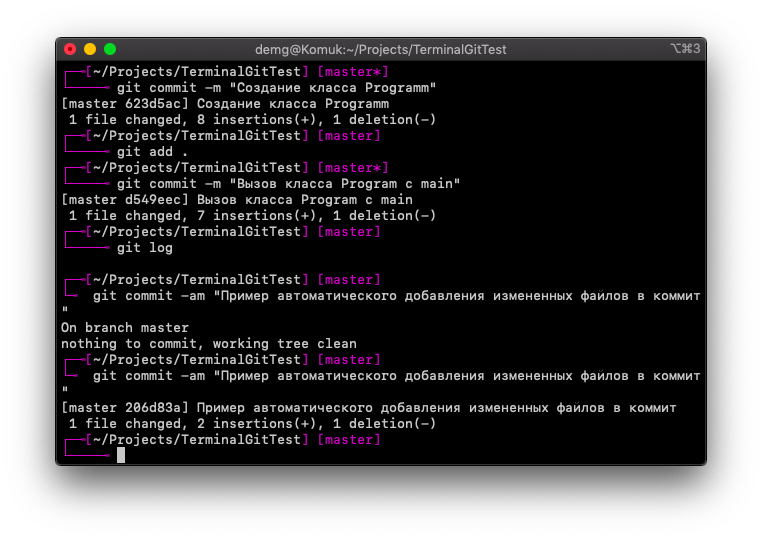 demg@Komuk:~/Projects/TerminalGitTest
⌥⌘3
[~/Projects/TerminalGitTest] [master*]
git commit -m "Создание класса Programm"
[master 623d5ac] Создание класса Programm
1 file changed, 8 insertions(+), 1 deletion(-)
[~/Projects/TerminalGitTest] [master]
git add .
[~/Projects/TerminalGitTest] [master*]
git commit -m "Вызов класса Program с main"
[master d549eec] Вызов класса Program с main
1 file changed, 7 insertions(+), 1 deletion(-)
[~/Projects/TerminalGitTest] [master]
git log
[~/Projects/TerminalGitTest] [master]
git commit -am "Пример автоматического добавления измененных файлов в коммит
"
On branch master
nothing to commit, working tree clean
[~/Projects/TerminalGitTest] [master]
git commit -am "Пример автоматического добавления измененных файлов в коммит
"
[master 206d83a] Пример автоматического добавления измененных файлов в коммит
1 file changed, 2 insertions(+), 1 deletion(-)
[~/Projects/TerminalGitTest] [master]